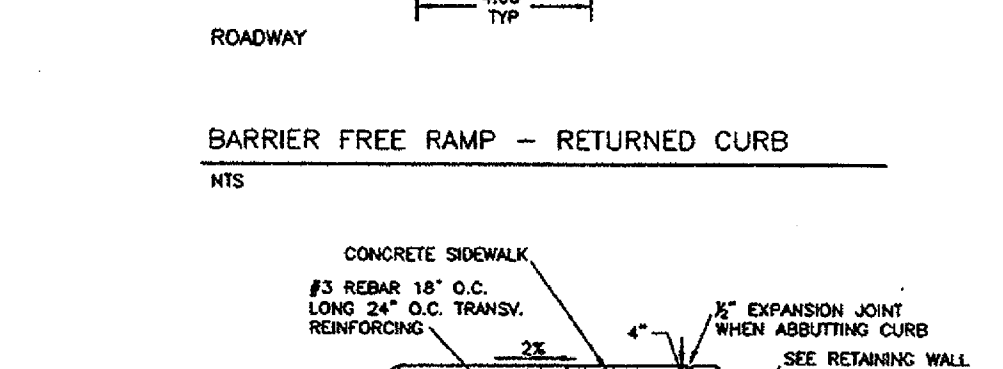 TYP
ROADWAY
BARRIER FREE RAMP – RETURNED CURB
NTS
CONCRETE SIDEWALK
#3 REBAR 18" O.C.
LONG 24" O.C. TRANSV.
REINFORCING
2%
4"
½" EXPANSION JOINT
WHEN ABBUTTING CURB
SEE RETAINING WALL